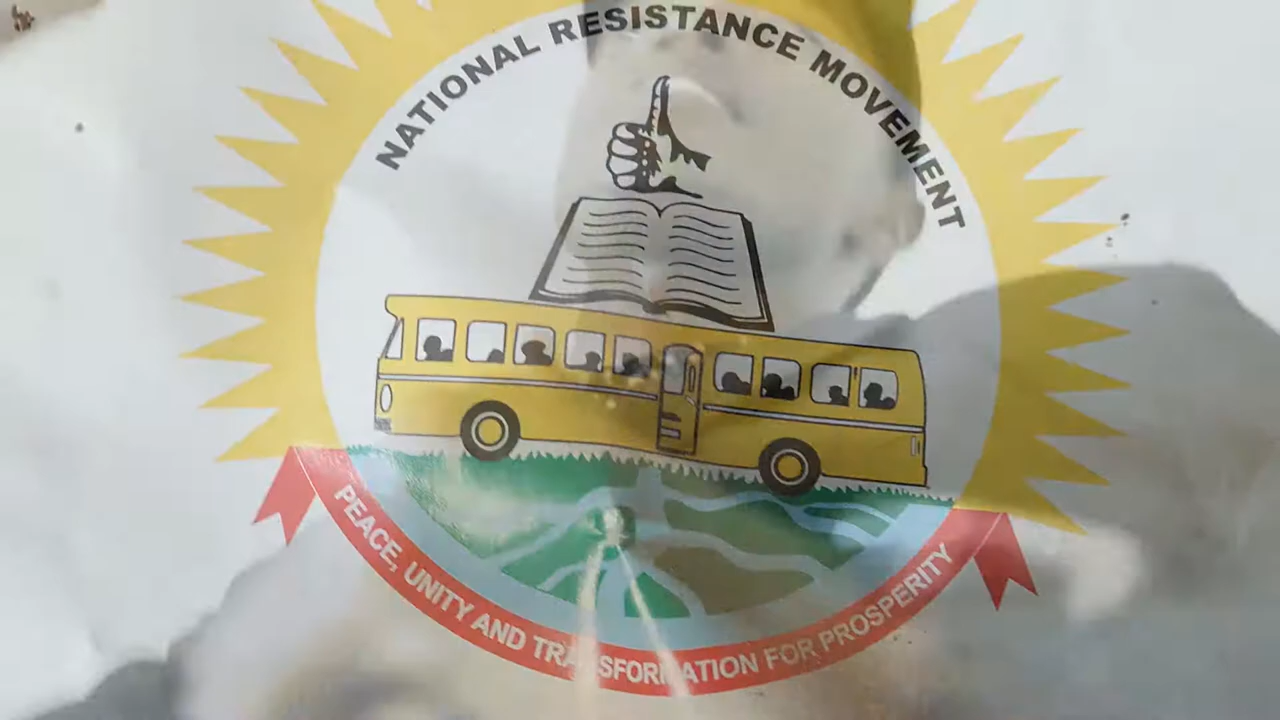 NATIONAL RESISTANCE MOVEMENT
PEACE, UNITY AND TRANSFORMATION FOR PROSPERITY